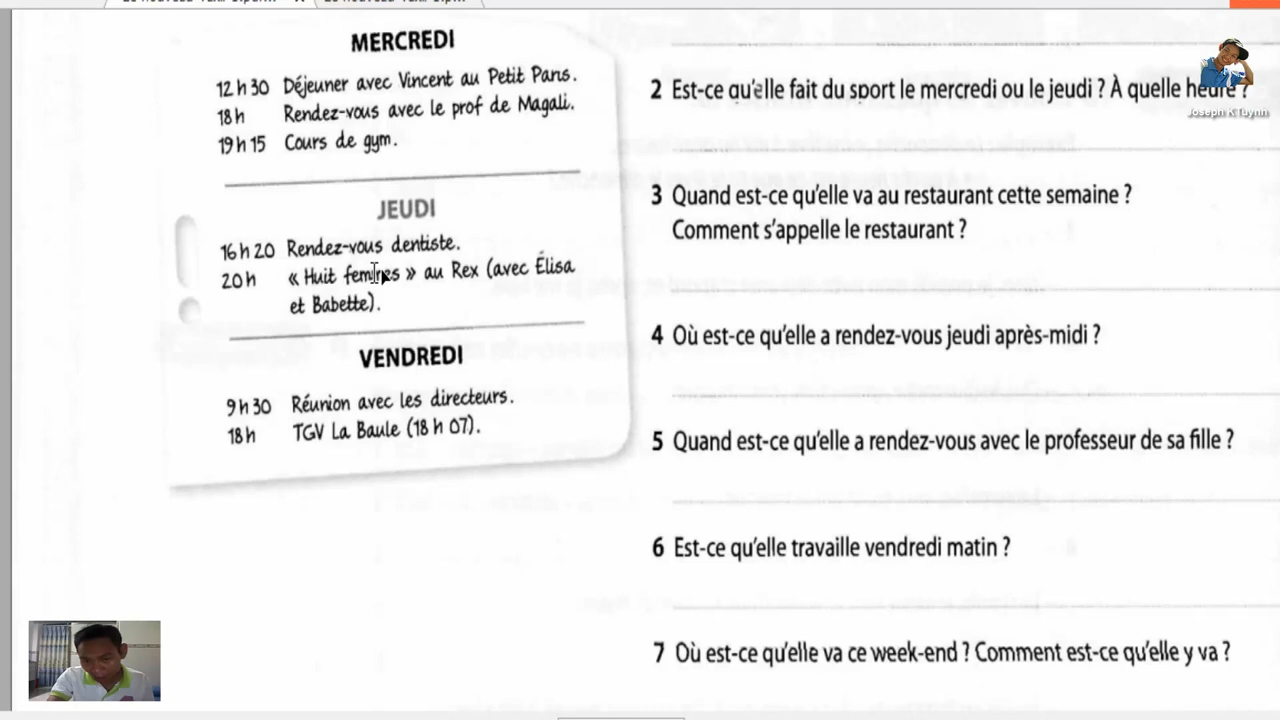 MERCREDI
12 h 30 Déjeuner avec Vincent au Petit Paris.
18 h Rendez-vous avec le prof de Magali.
19 h 15 Cours de gym.
JEUDI
16 h 20 Rendez-vous dentiste.
20 h « Huit femmes » au Rex (avec Élisa
et Babette).
VENDREDI
9 h 30 Réunion avec les directeurs.
18 h TGV La Baule (18 h 07).
2 Est-ce qu'elle fait du sport le mercredi ou le jeudi ? À quelle heure ?
Joseph KTuynn
3 Quand est-ce qu'elle va au restaurant cette semaine ?
Comment s'appelle le restaurant ?
4 Où est-ce qu'elle a rendez-vous jeudi après-midi ?
5 Quand est-ce qu'elle a rendez-vous avec le professeur de sa fille ?
6 Est-ce qu'elle travaille vendredi matin ?
7 Où est-ce qu'elle va ce week-end ? Comment est-ce qu'elle y va ?